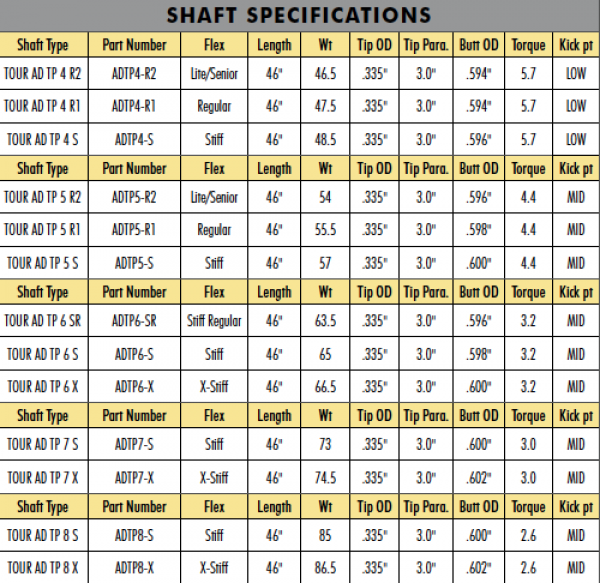 SHAFT SPECIFICATIONS
Shaft Type Part Number Flex Length Wt Tip OD Tip Para. Butt OD Torque Kick pt
TOUR AD TP 4 R2 ADTP4-R2 Lite/Senior 46" 46.5 .335" 3.0" .594" 5.7 LOW
TOUR AD TP 4 R1 ADTP4-R1 Regular 46" 47.5 .335" 3.0" .594" 5.7 LOW
TOUR AD TP 4 S ADTP4-S Stiff 46" 48.5 .335" 3.0" .596" 5.7 LOW
Shaft Type Part Number Flex Length Wt Tip OD Tip Para. Butt OD Torque Kick pt
TOUR AD TP 5 R2 ADTP5-R2 Lite/Senior 46" 54 .335" 3.0" .596" 4.4 MID
TOUR AD TP 5 R1 ADTP5-R1 Regular 46" 55.5 .335" 3.0" .598" 4.4 MID
TOUR AD TP 5 S ADTP5-S Stiff 46" 57 .335" 3.0" .600" 4.4 MID
Shaft Type Part Number Flex Length Wt Tip OD Tip Para. Butt OD Torque Kick pt
TOUR AD TP 6 SR ADTP6-SR Stiff Regular 46" 63.5 .335" 3.0" .596" 3.2 MID
TOUR AD TP 6 S ADTP6-S Stiff 46" 65 .335" 3.0" .598" 3.2 MID
TOUR AD TP 6 X ADTP6-X X-Stiff 46" 66.5 .335" 3.0" .600" 3.2 MID
Shaft Type Part Number Flex Length Wt Tip OD Tip Para. Butt OD Torque Kick pt
TOUR AD TP 7 S ADTP7-S Stiff 46" 73 .335" 3.0" .600" 3.0 MID
TOUR AD TP 7 X ADTP7-X X-Stiff 46" 74.5 .335" 3.0" .602" 3.0 MID
Shaft Type Part Number Flex Length Wt Tip OD Tip Para. Butt OD Torque Kick pt
TOUR AD TP 8 S ADTP8-S Stiff 46" 85 .335" 3.0" .600" 2.6 MID
TOUR AD TP 8 X ADTP8-X X-Stiff 46" 86.5 .335" 3.0" .602" 2.6 MID